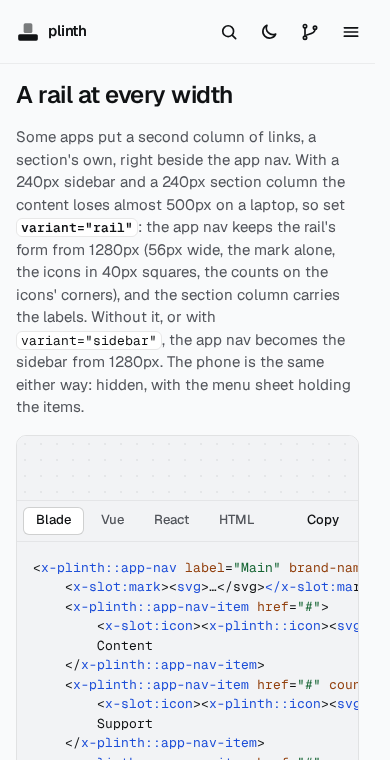 plinth
A rail at every width
Some apps put a second column of links, a
section's own, right beside the app nav. With a
240px sidebar and a 240px section column the
content loses almost 500px on a laptop, so set
variant="rail": the app nav keeps the rail's
form from 1280px (56px wide, the mark alone,
the icons in 40px squares, the counts on the
icons' corners), and the section column carries
the labels. Without it, or with
variant="sidebar", the app nav becomes the
sidebar from 1280px. The phone is the same
either way: hidden, with the menu sheet holding
the items.
Blade Vue React HTML Copy
<x-plinth::app-nav label="Main" brand-nam
<x-slot:mark><svg>…</svg></x-slot:mar
<x-plinth::app-nav-item href="#">
<x-slot:icon><x-plinth::icon><svg
Content
</x-plinth::app-nav-item>
<x-plinth::app-nav-item href="#" coun
<x-slot:icon><x-plinth::icon><svg
Support
</x-plinth::app-nav-item>